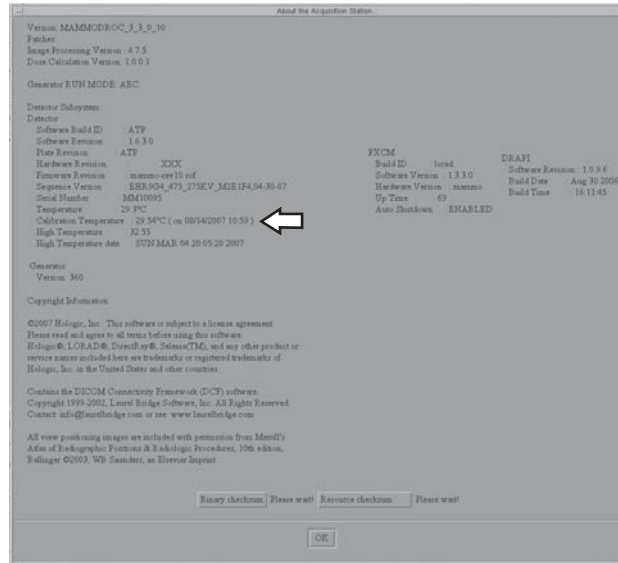 About the Acquisition Station
Version: MAMMODROC_3_3_0_10
Patches:
Image Processing Version : 4.7.5
Dose Calculation Version: 1.0.0.1
Generator RUN MODE: AEC
Detector Subsystem:
Detector
Software Build ID : ATP
Software Revision : 1.6.3.0
Plate Revision : ATP
Hardware Revision : XXX
Firmware Revision : mammo-rev10.sof
Sequence Version : EHR9G4_475_275KV_M2E1F4,04-30-07
Serial Number : MM10095
Temperature : 29.3°C
Calibration Temperature : 29.54°C ( on 08/14/2007 10:59 )
High Temperature : 32.55
High Temperature date : SUN MAR 04 20:05:20 2007
PXCM
Build ID : lorad
Software Version : 1.3.3.0
Hardware Version : mammo
Up Time : 69
Auto Shutdown : ENABLED
DRAPI
Software Revision : 1.0.9.6
Build Date : Aug 30 2006
Build Time : 16:11:45
Generator
Version: 360
Copyright Information
©2007 Hologic, Inc. This software is subject to a license agreement.
Please read and agree to all terms before using this software.
Hologic®, LORAD®, DirectRay®, Selenia(TM), and any other product or
service names included here are trademarks or registered trademarks of
Hologic, Inc. in the United States and other countries.
Contains the DICOM Connectivity Framework (DCF) software
Copyright 1999-2002, Laurel Bridge Software, Inc. All Rights Reserved
Contact: info@laurelbridge.com or see: www.laurelbridge.com
All view positioning images are included with permission from Merrill's
Atlas of Radiographic Positions & Radiologic Procedures, 10th edition,
Ballinger ©2003, WB Saunders, an Elsevier Imprint.
Binary checksum Please wait! Resource checksum Please wait!
OK